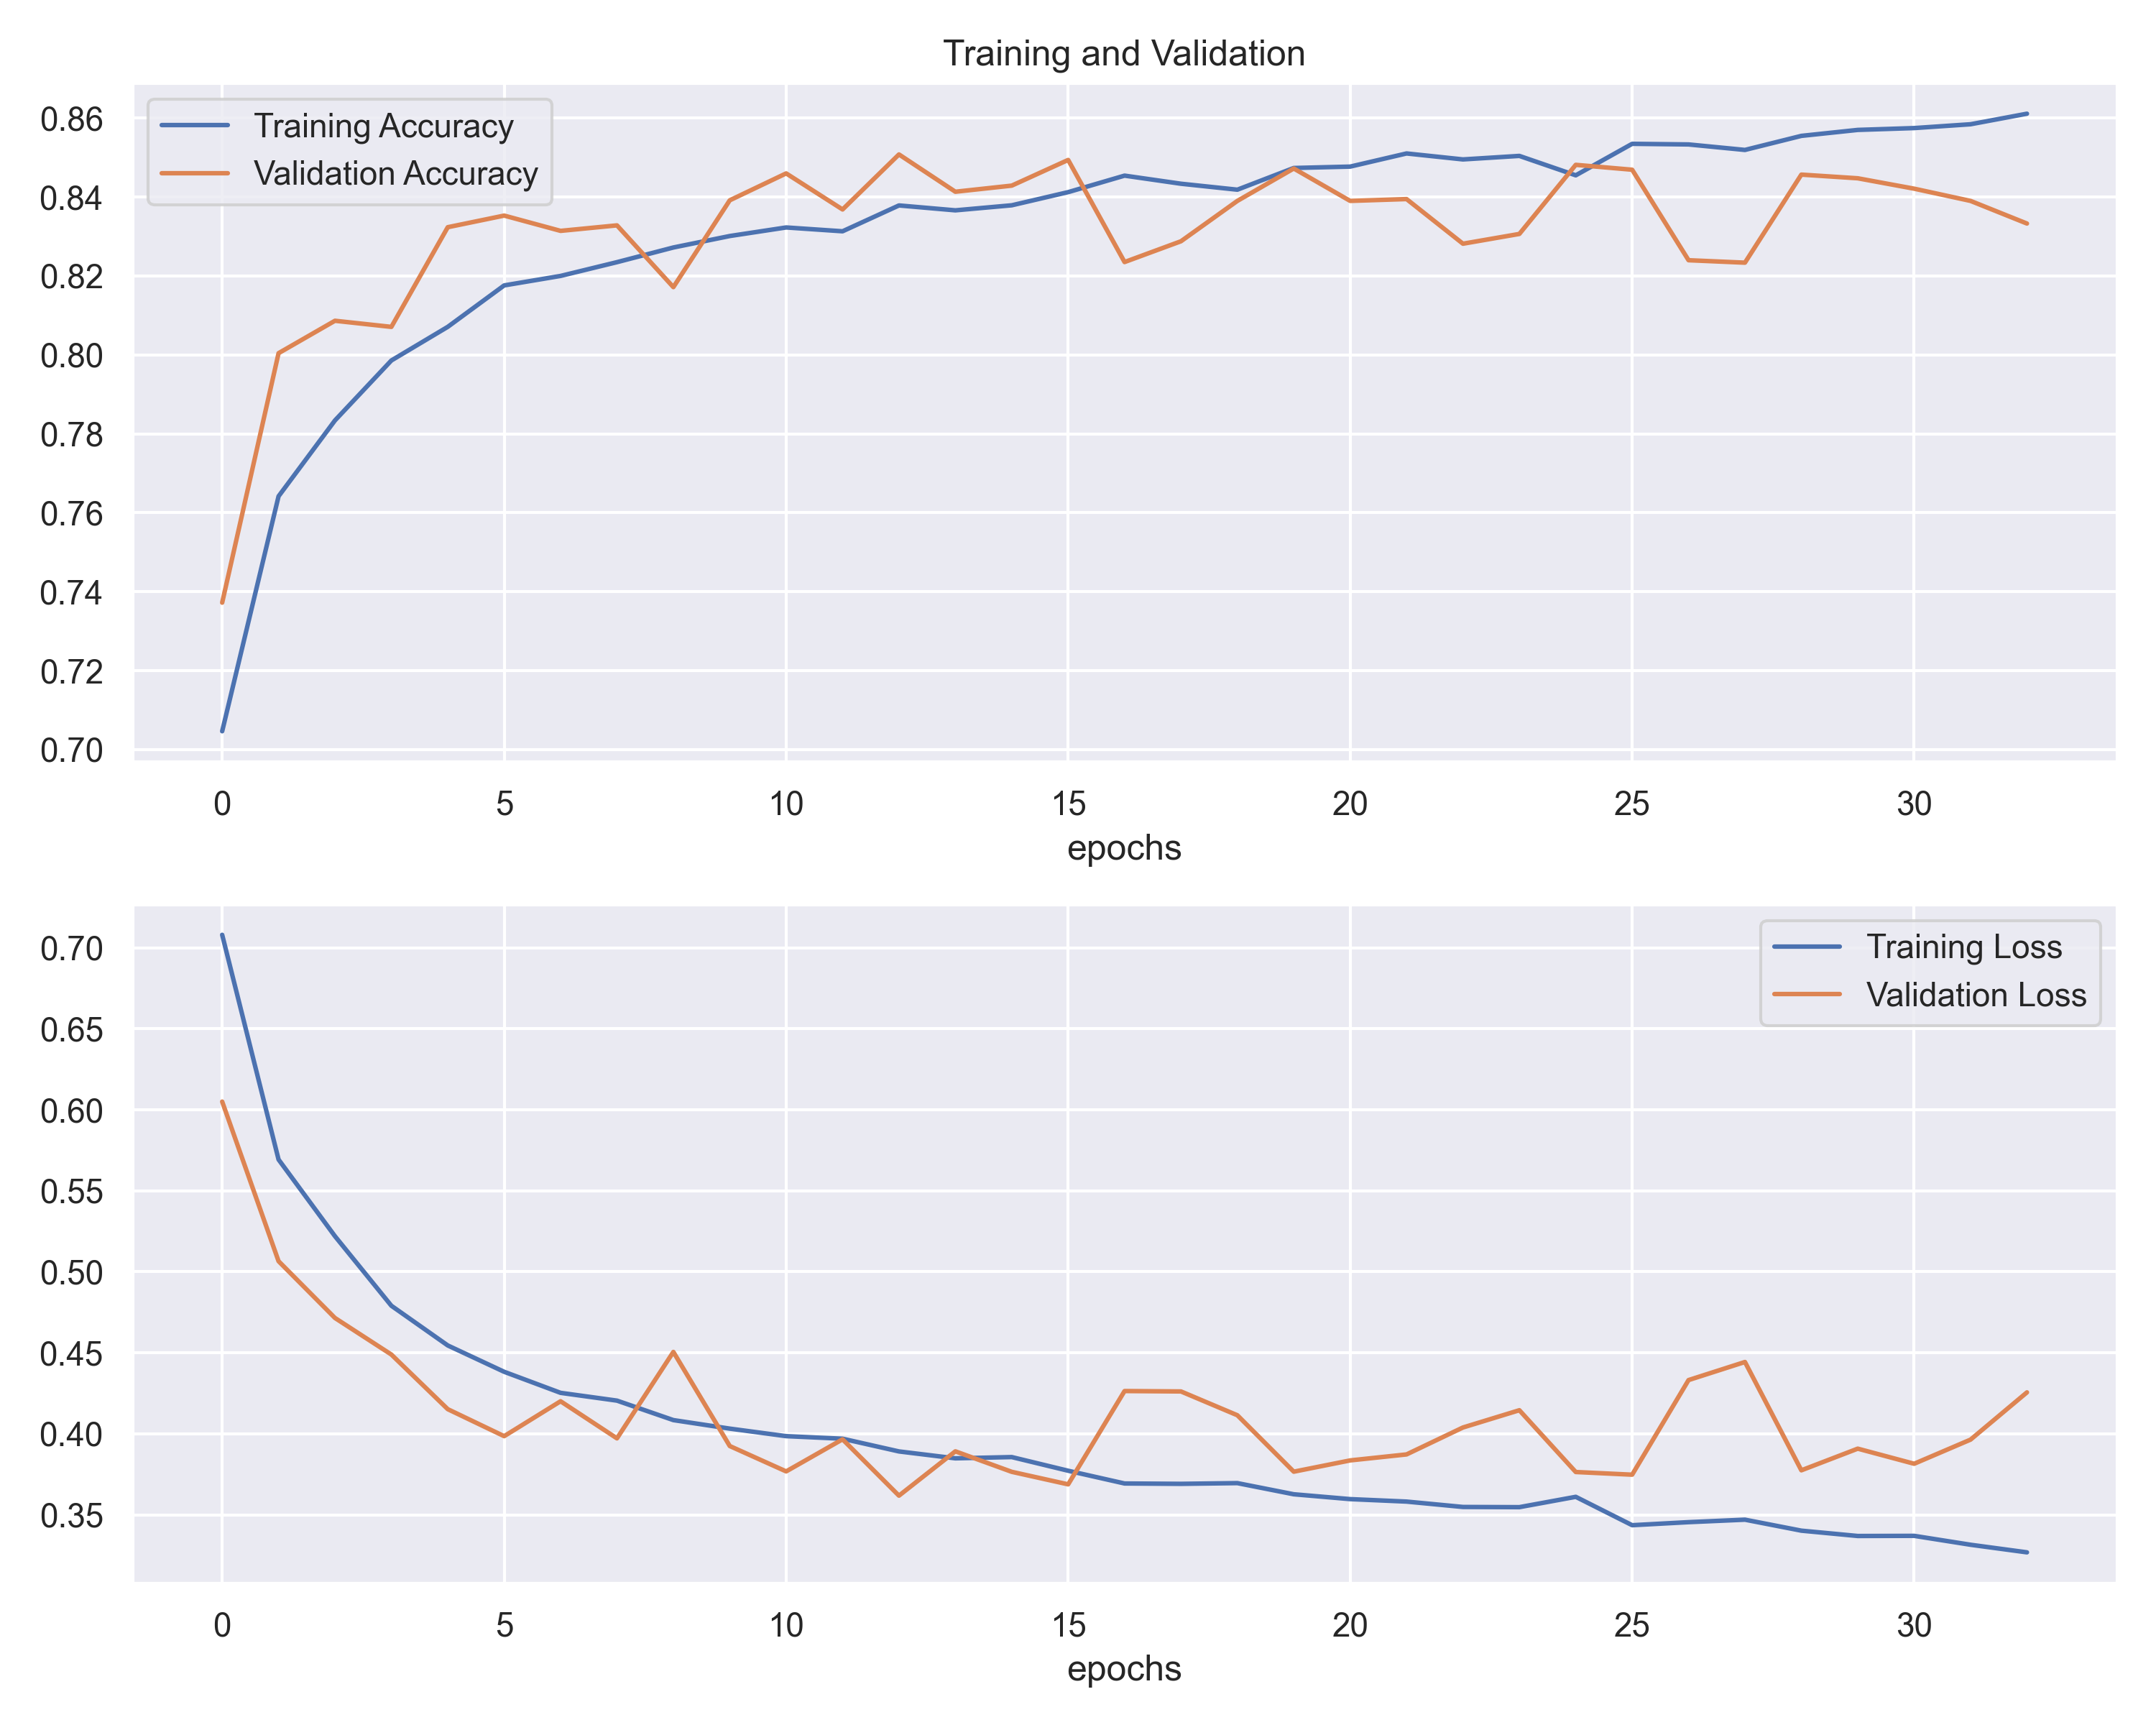 Training and Validation
Training Accuracy
Validation Accuracy
0.86
0.84
0.82
0.80
0.78
0.76
0.74
0.72
0.70
0 5 10 15 20 25 30
epochs
Training Loss
Validation Loss
0.70
0.65
0.60
0.55
0.50
0.45
0.40
0.35
0 5 10 15 20 25 30
epochs